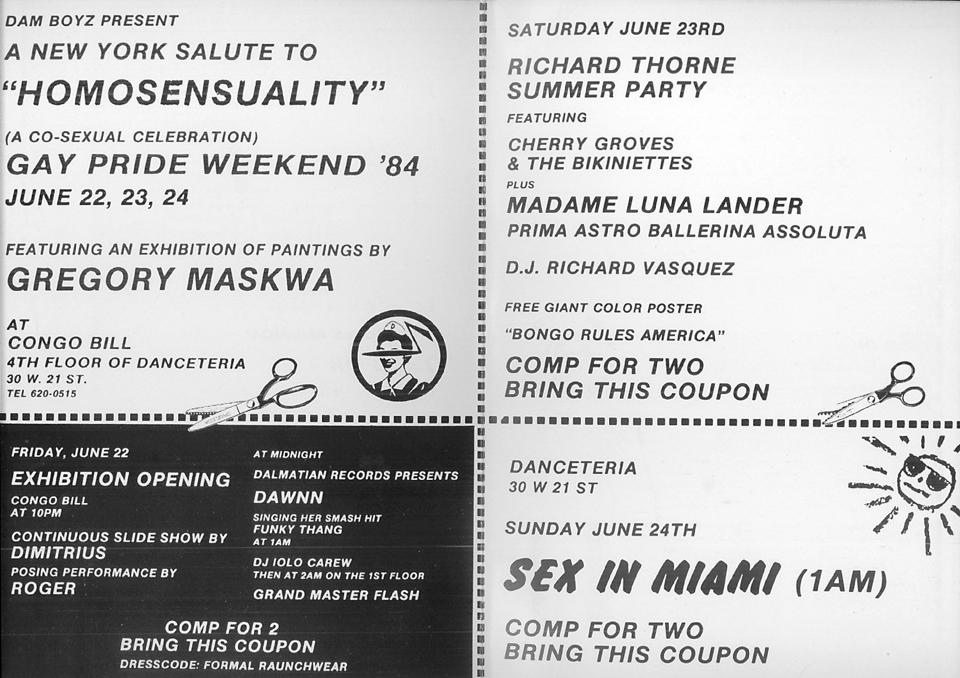 DAM BOYZ PRESENT
A NEW YORK SALUTE TO
“HOMOSENSUALITY”
(A CO-SEXUAL CELEBRATION)
GAY PRIDE WEEKEND ’84
JUNE 22, 23, 24
FEATURING AN EXHIBITION OF PAINTINGS BY
GREGORY MASKWA
AT
CONGO BILL
4TH FLOOR OF DANCETERIA
30 W. 21 ST.
TEL 620-0515
SATURDAY JUNE 23RD
RICHARD THORNE
SUMMER PARTY
FEATURING
CHERRY GROVES
& THE BIKINIETTES
PLUS
MADAME LUNA LANDER
PRIMA ASTRO BALLERINA ASSOLUTA
D.J. RICHARD VASQUEZ
FREE GIANT COLOR POSTER
“BONGO RULES AMERICA”
COMP FOR TWO
BRING THIS COUPON
FRIDAY, JUNE 22
EXHIBITION OPENING
CONGO BILL
AT 10PM
CONTINUOUS SLIDE SHOW BY
DIMITRIUS
POSING PERFORMANCE BY
ROGER
AT MIDNIGHT
DALMATIAN RECORDS PRESENTS
DAWNN
SINGING HER SMASH HIT
FUNKY THANG
AT 1AM
DJ IOLO CAREW
THEN AT 2AM ON THE 1ST FLOOR
GRAND MASTER FLASH
COMP FOR 2
BRING THIS COUPON
DRESSCODE: FORMAL RAUNCHWEAR
DANCETERIA
30 W 21 ST
SUNDAY JUNE 24TH
SEX IN MIAMI (1AM)
COMP FOR TWO
BRING THIS COUPON